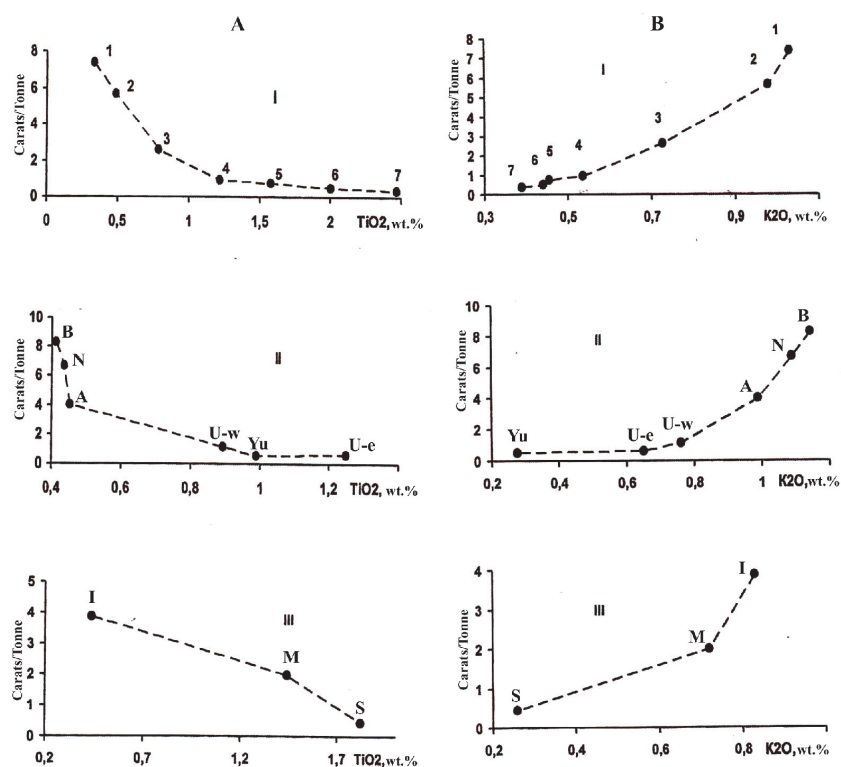 A
B
8
6
4
2
0
Carats/Tonne
1
2
3
4
5
6
7
I
0 0,5 1 1,5 2 TiO2, wt.%
8
7
6
5
4
3
2
1
0
Carats/Tonne
7
6
5
4
3
2
1
I
0,3 0,5 0,7 0,9 K2O, wt.%
10
8
6
4
2
0
Carats/Tonne
B
N
A
U-w
Yu
U-e
II
0,4 0,6 0,8 1 1,2 TiO2, wt.%
10
8
6
4
2
0
Carats/Tonne
Yu
U-e
U-w
A
N
B
II
0,2 0,4 0,6 0,8 1 K2O,wt.%
5
4
3
2
1
0
Carats/Tonne
I
M
S
III
0,2 0,7 1,2 1,7 TiO2, wt.%
4
3
2
1
0
Carats/Tonne
S
M
I
III
0,2 0,4 0,6 0,8 K2O,wt.%